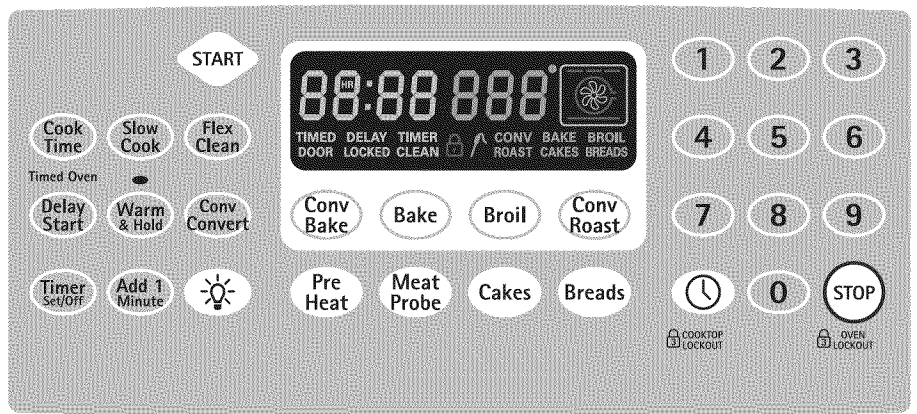 START
Cook
Time
Slow
Cook
Flex
Clean
Timed Oven
Delay
Start
Warm
& Hold
Conv
Convert
Timer
Set/Off
Add 1
Minute
88:88 888°
HR
TIMED DELAY TIMER CONV BAKE BROIL
DOOR LOCKED CLEAN ROAST CAKES BREADS
Conv
Bake
Bake
Broil
Conv
Roast
Pre
Heat
Meat
Probe
Cakes
Breads
1 2 3
4 5 6
7 8 9
0
STOP
3 COOKTOP
LOCKOUT
3 OVEN
LOCKOUT